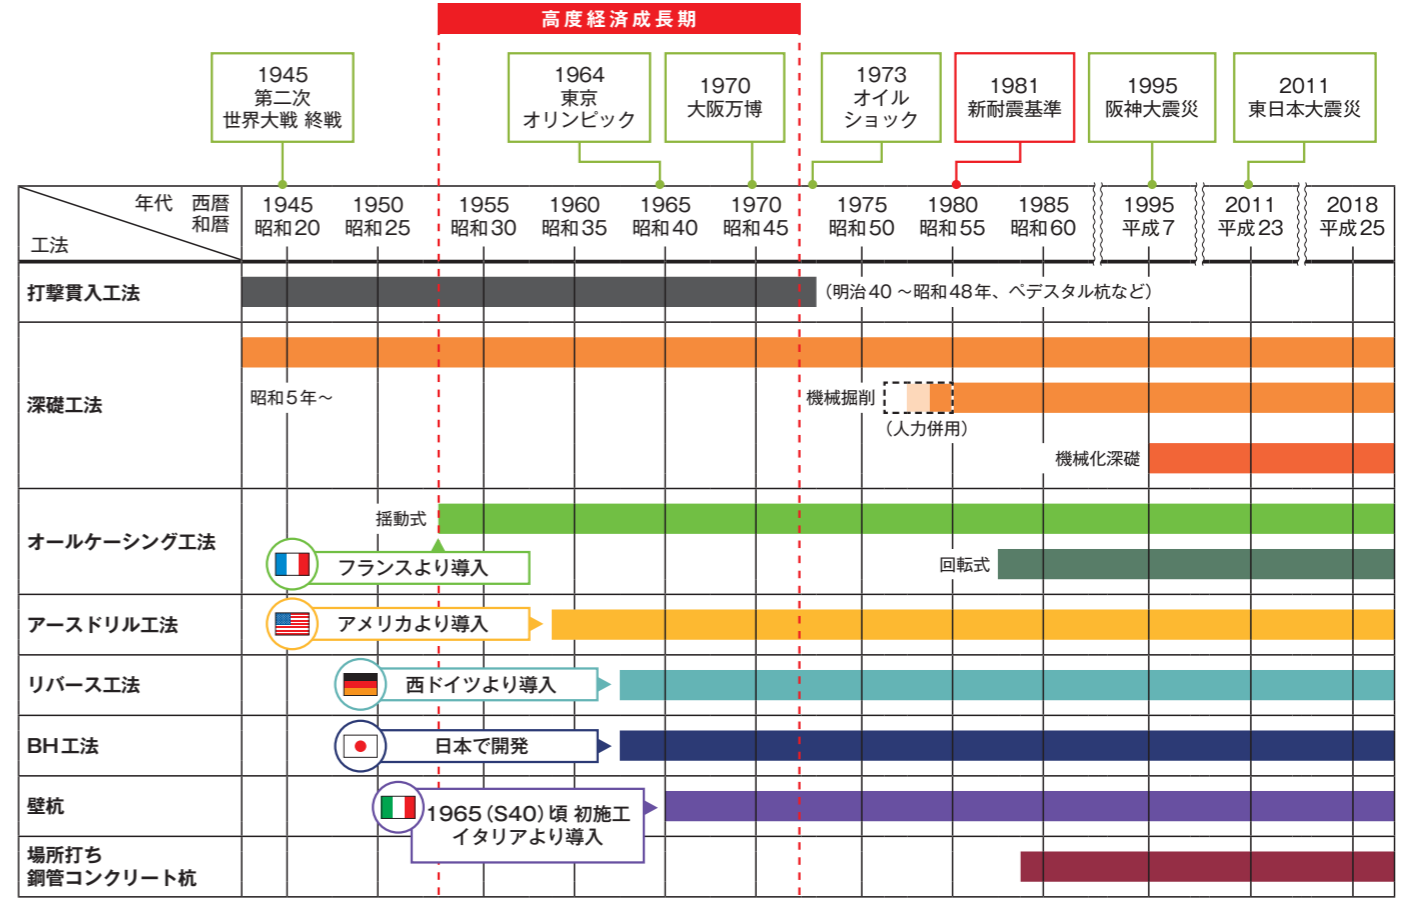 高度経済成長期
1945
第二次
世界大戦 終戦
1964
東京
オリンピック
1970
大阪万博
1973
オイル
ショック
1981
新耐震基準
1995
阪神大震災
2011
東日本大震災
年代 西暦
和暦
工法
1945
昭和20
1950
昭和25
1955
昭和30
1960
昭和35
1965
昭和40
1970
昭和45
1975
昭和50
1980
昭和55
1985
昭和60
1995
平成7
2011
平成23
2018
平成25
打撃貫入工法
（明治40 ～昭和48年、ペデスタル杭など）
深礎工法
昭和5年～
機械掘削
（人力併用）
機械化深礎
オールケーシング工法
揺動式
フランスより導入
回転式
アースドリル工法
アメリカより導入
リバース工法
西ドイツより導入
BH工法
日本で開発
壁杭
1965（S40）頃 初施工
イタリアより導入
場所打ち
鋼管コンクリート杭